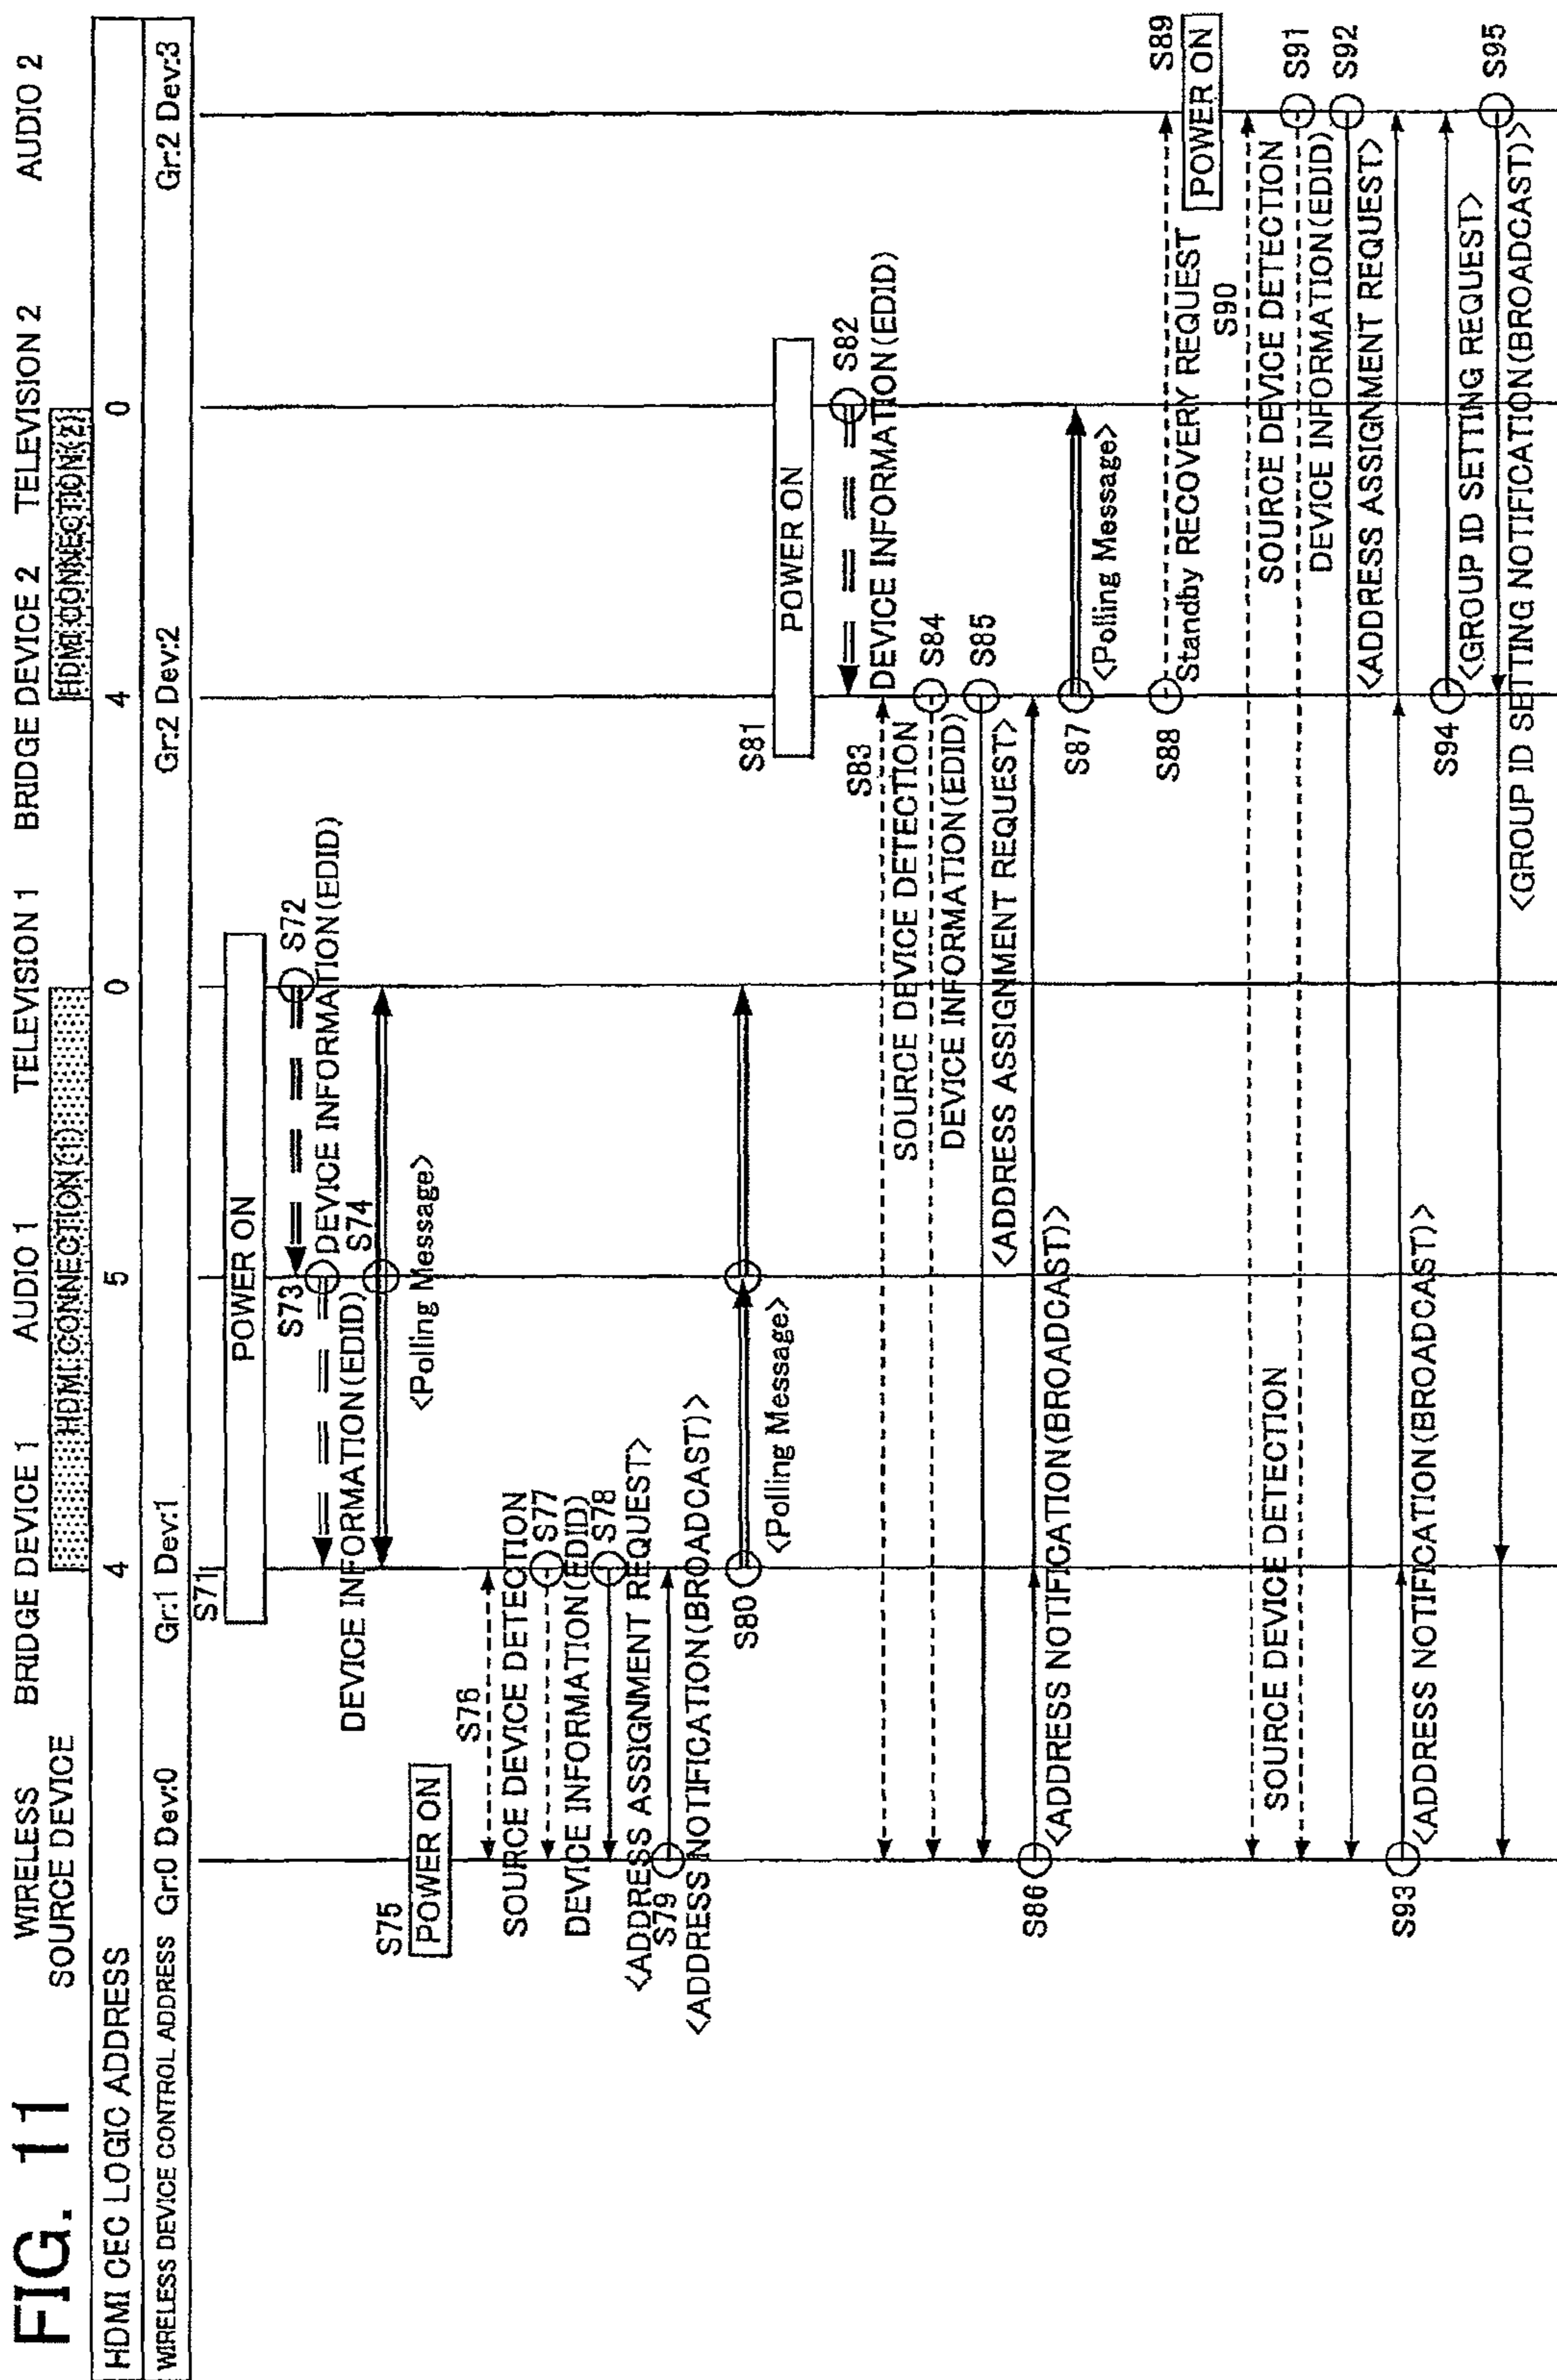 FIG. 11
WIRELESS SOURCE DEVICE
BRIDGE DEVICE 1
AUDIO 1
TELEVISION 1
BRIDGE DEVICE 2
TELEVISION 2
AUDIO 2
HDMI CONNECTION(1)
HDMI CONNECTION(2)
HDMI CEC LOGIC ADDRESS
4
5
0
4
0
WIRELESS DEVICE CONTROL ADDRESS
Gr:0 Dev:0
Gr:1 Dev:1
Gr:2 Dev:2
Gr:2 Dev:3
S71
POWER ON
S72
DEVICE INFORMATION(EDID)
S73
DEVICE INFORMATION(EDID)
S74
<Polling Message>
S75
POWER ON
S76
SOURCE DEVICE DETECTION
S77
DEVICE INFORMATION(EDID)
S78
<ADDRESS ASSIGNMENT REQUEST>
S79
<ADDRESS NOTIFICATION(BROADCAST)>
S80
<Polling Message>
S81
POWER ON
S82
DEVICE INFORMATION(EDID)
S83
SOURCE DEVICE DETECTION
S84
DEVICE INFORMATION(EDID)
S85
<ADDRESS ASSIGNMENT REQUEST>
S86
<ADDRESS NOTIFICATION(BROADCAST)>
S87
<Polling Message>
S88
Standby RECOVERY REQUEST
S89
POWER ON
S90
SOURCE DEVICE DETECTION
SOURCE DEVICE DETECTION
S91
DEVICE INFORMATION(EDID)
S92
<ADDRESS ASSIGNMENT REQUEST>
S93
<ADDRESS NOTIFICATION(BROADCAST)>
S94
<GROUP ID SETTING REQUEST>
S95
<GROUP ID SETTING NOTIFICATION(BROADCAST)>